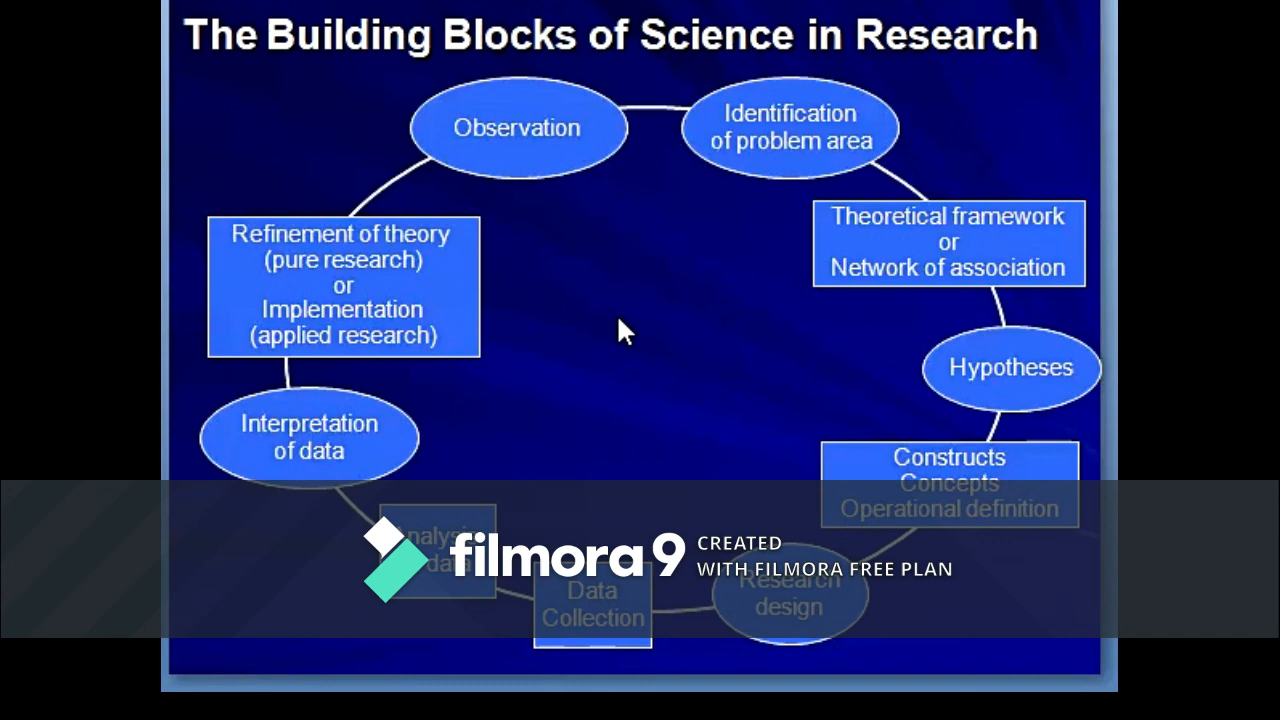 The Building Blocks of Science in Research
Observation
Identification
of problem area
Theoretical framework
or
Network of association
Hypotheses
Constructs
Concepts
Operational definition
Research
design
Data
Collection
Analysis
data
Interpretation
of data
Refinement of theory
(pure research)
or
Implementation
(applied research)
filmora9
CREATED
WITH FILMORA FREE PLAN